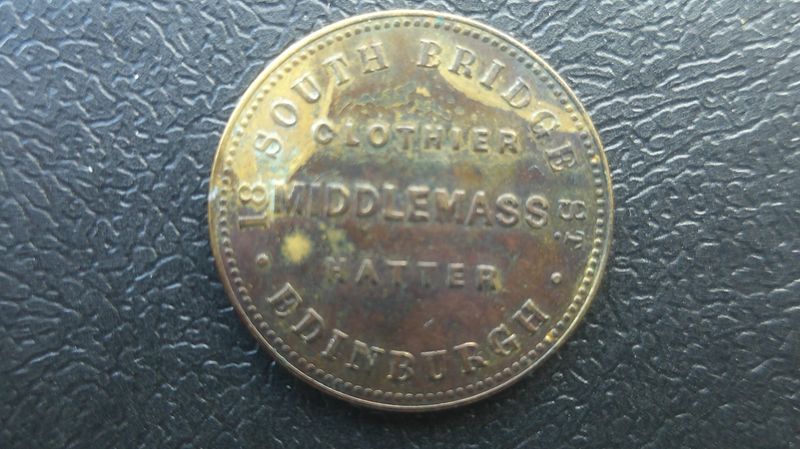 18 SOUTH BRIDGE ST.
CLOTHIER
MIDDLEMASS
HATTER
• EDINBURGH •